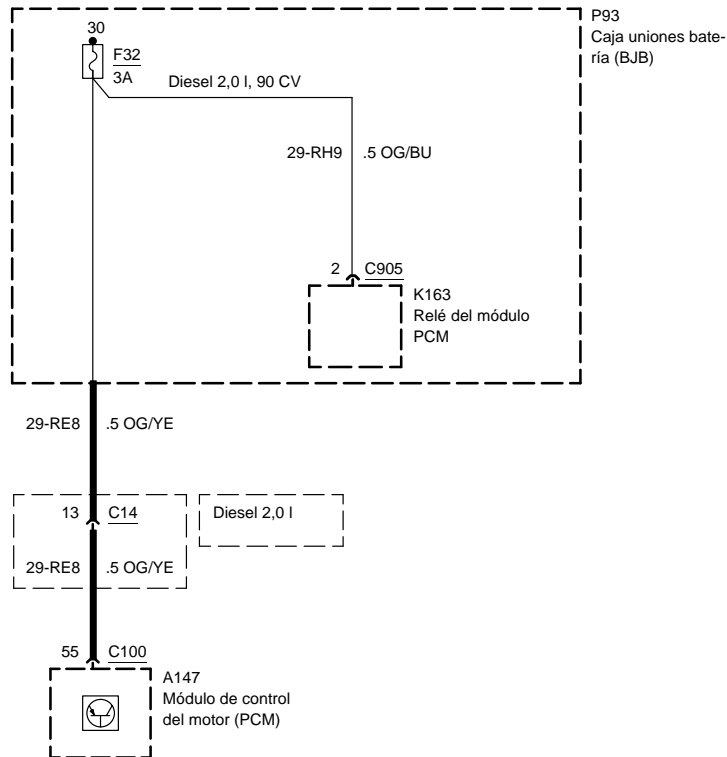 P93
Caja uniones bate-
ría (BJB)
30
F32
3A
Diesel 2,0 l, 90 CV
29-RH9 .5 OG/BU
2 C905
K163
Relé del módulo
PCM
29-RE8 .5 OG/YE
13 C14
Diesel 2,0 l
29-RE8 .5 OG/YE
55 C100
A147
Módulo de control
del motor (PCM)